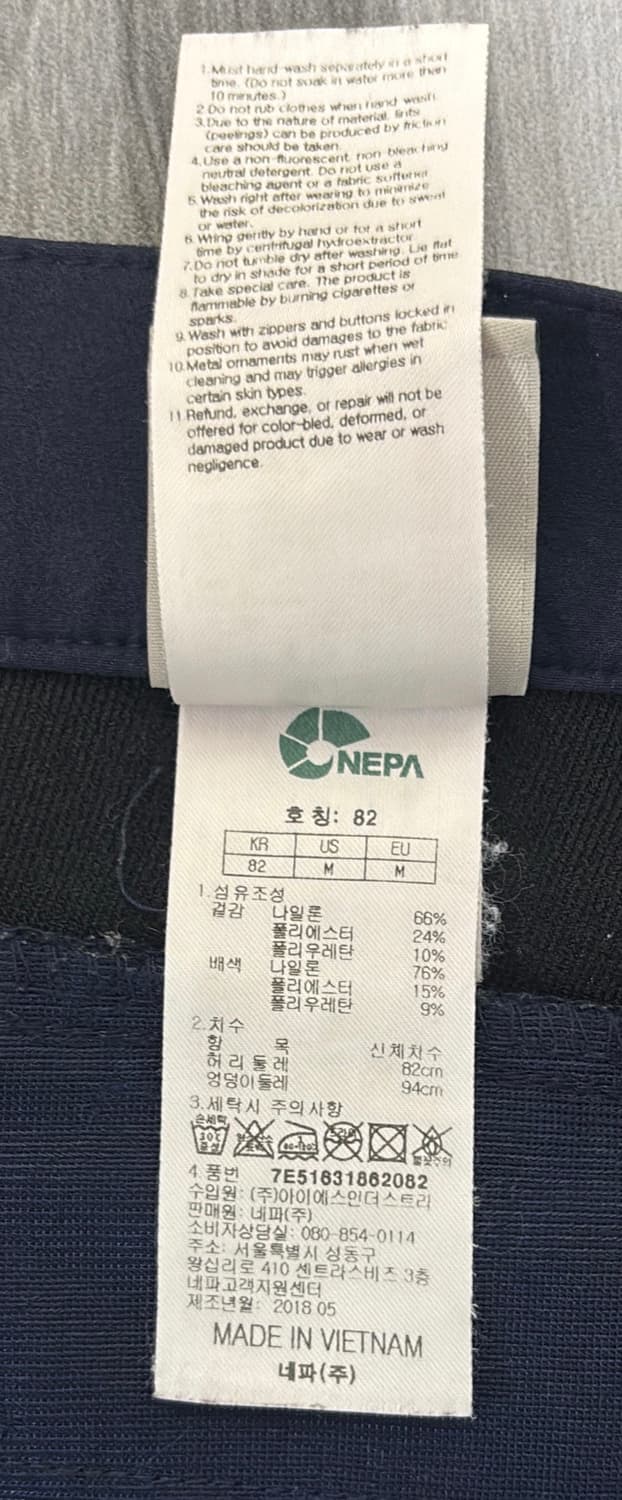 1.Must hand-wash separately in a short
time. (Do not soak in water more than
10 minutes.)
2.Do not rub clothes when hand wash.
3.Due to the nature of material, lints
(peelings) can be produced by friction
care should be taken.
4.Use a non-fluorescent, non bleaching
neutral detergent. Do not use a
bleaching agent or a fabric softener.
5.Wash right after wearing to minimize
the risk of decolorization due to sweat
or water.
6.Wring gently by hand or for a short
time by centrifugal hydroextractor
7.Do not tumble dry after washing. Lie flat
to dry in shade for a short period of time
8.Take special care. The product is
flammable by burning cigarettes or
sparks.
9.Wash with zippers and buttons locked in
position to avoid damages to the fabric.
10.Metal ornaments may rust when wet
cleaning and may trigger allergies in
certain skin types.
11.Refund, exchange, or repair will not be
offered for color-bled, deformed, or
damaged product due to wear or wash
negligence.
NEPA
호칭: 82
KR US EU
82 M M
1.섬유조성
겉감 나일론 66%
폴리에스터 24%
폴리우레탄 10%
배색 나일론 76%
폴리에스터 15%
폴리우레탄 9%
2.치수
항 목 신체치수
허리둘레 82cm
엉덩이둘레 94cm
3.세탁시 주의사항
손세탁
30℃
중성
4.품번 7E51631862082
수입원: (주)아이에스인더스트리
판매원: 네파(주)
소비자상담실: 080-854-0114
주소: 서울특별시 성동구
왕십리로 410 센트라스비즈 3층
네파고객지원센터
제조년월: 2018 05
MADE IN VIETNAM
네파(주)